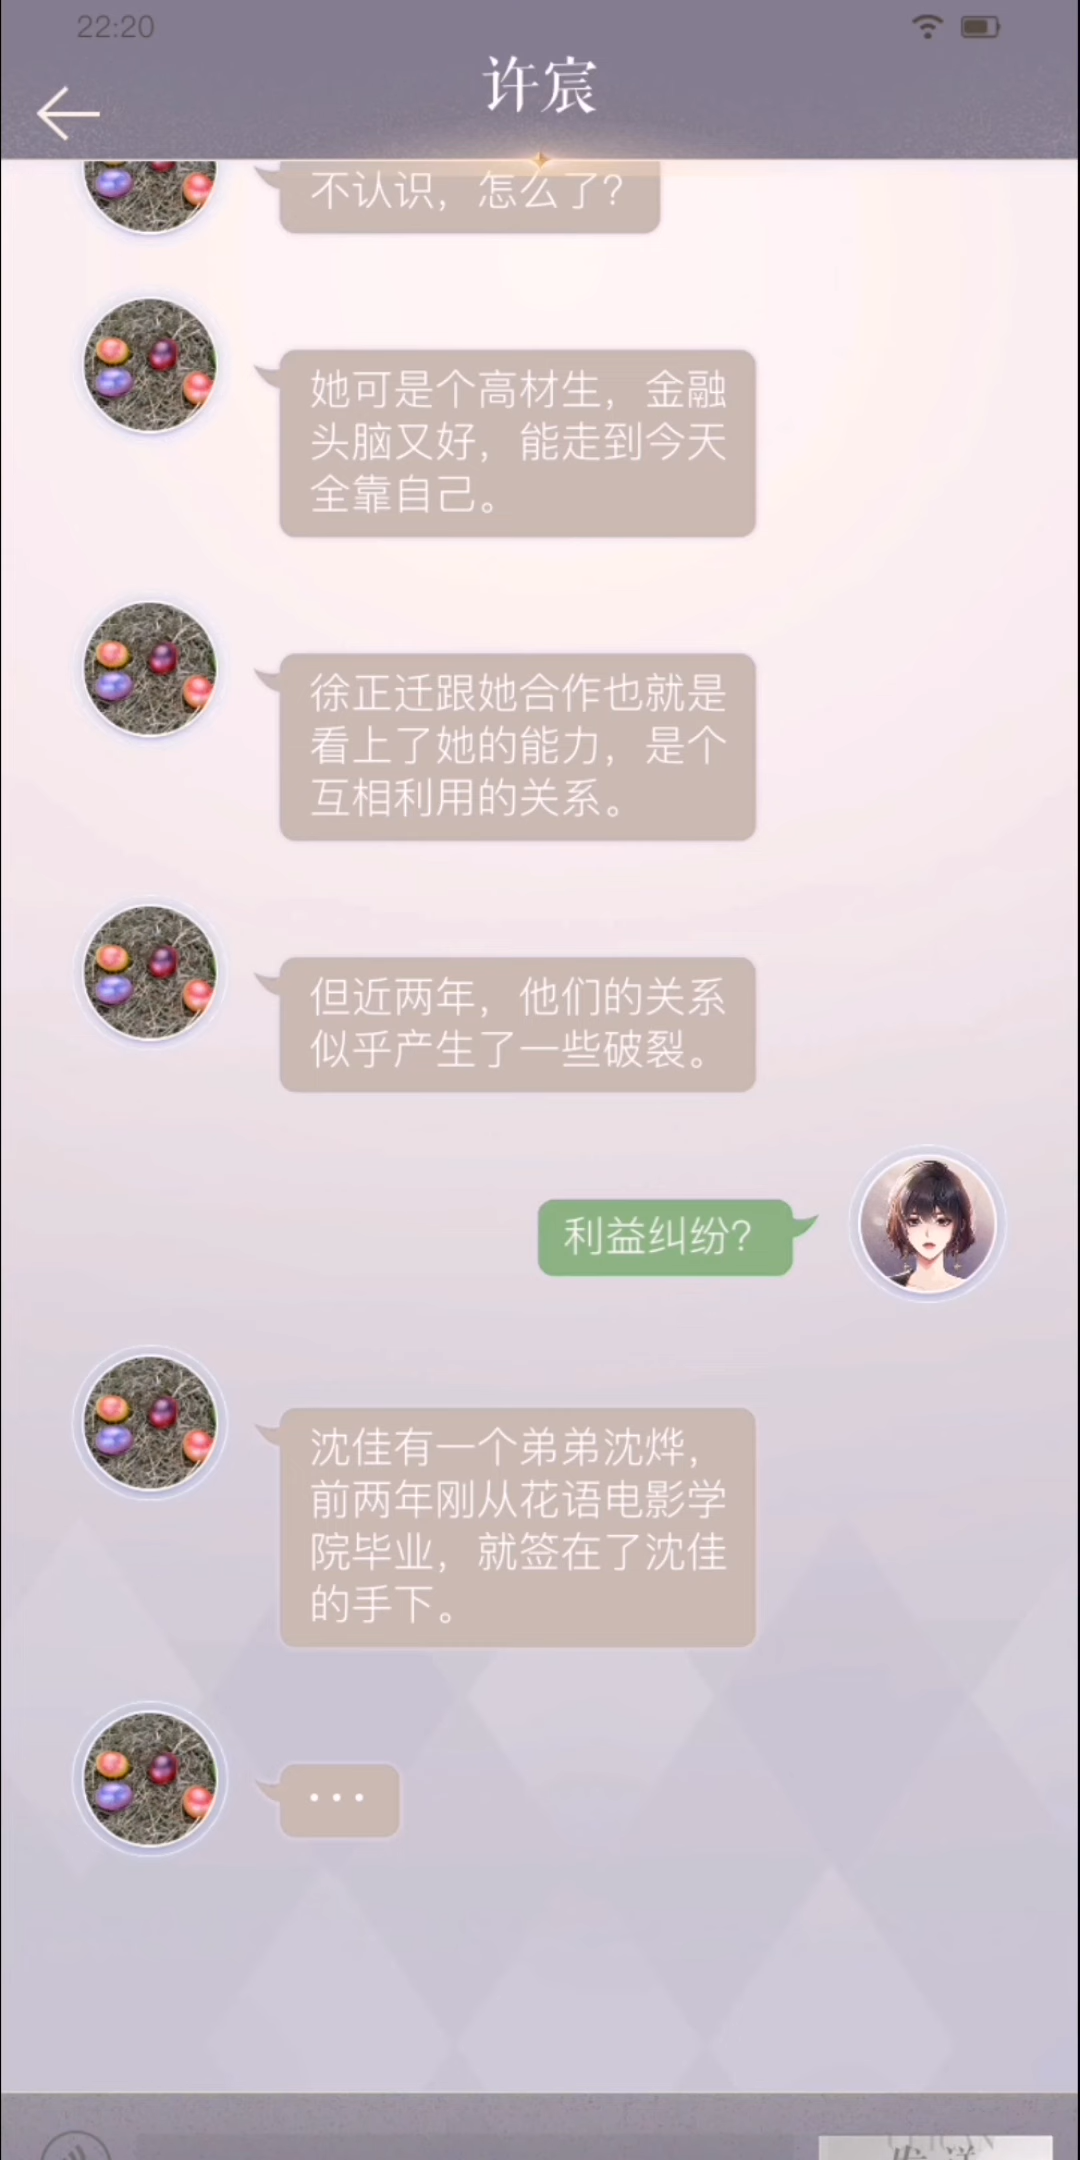 22:20
许宸
不认识，怎么了？
她可是个高材生，金融
头脑又好，能走到今天
全靠自己。
徐正迁跟她合作也就是
看上了她的能力，是个
互相利用的关系。
但近两年，他们的关系
似乎产生了一些破裂。
利益纠纷？
沈佳有一个弟弟沈烨，
前两年刚从花语电影学
院毕业，就签在了沈佳
的手下。
···